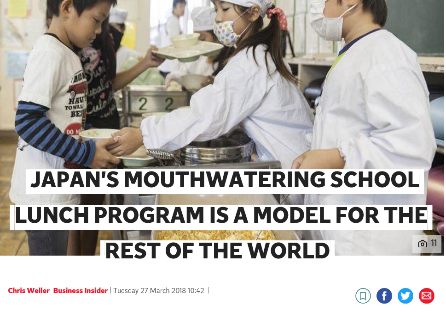 JAPAN'S MOUTHWATERING SCHOOL
LUNCH PROGRAM IS A MODEL FOR THE
REST OF THE WORLD
11
Chris Weller Business Insider | Tuesday 27 March 2018 10:42 |